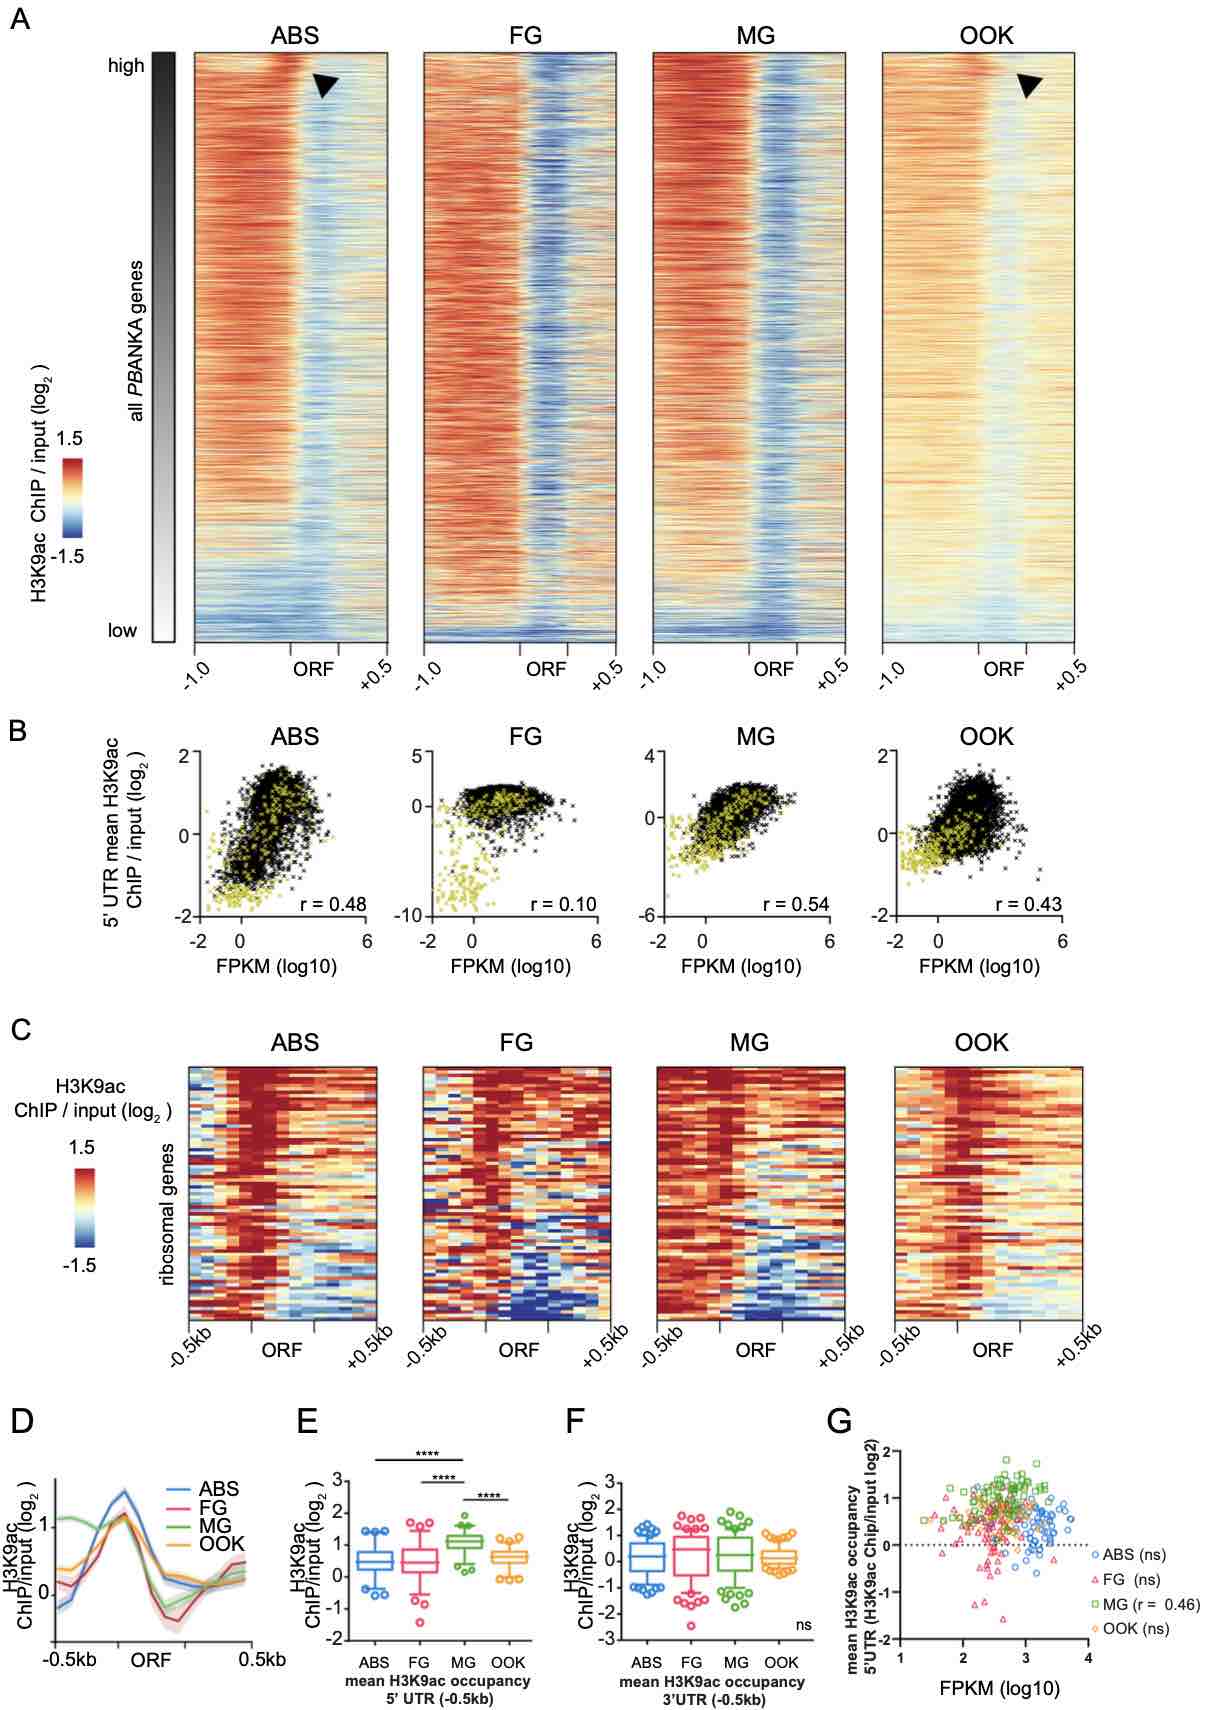 A
ABS FG MG OOK
high
all PBANKA genes
H3K9ac ChIP / input (log2 )
1.5
-1.5
low
-1.0 ORF +0.5 -1.0 ORF +0.5 -1.0 ORF +0.5 -1.0 ORF +0.5
B
ABS FG MG OOK
5' UTR mean H3K9ac
ChIP / input (log2 )
2 5 4 2
0 0 0 0
r = 0.48 r = 0.10 r = 0.54 r = 0.43
-2 -10 -6 -2
-2 0 6 -2 0 6 -2 0 6 -2 0 6
FPKM (log10) FPKM (log10) FPKM (log10) FPKM (log10)
C
ABS FG MG OOK
H3K9ac
ChIP / input (log2 )
1.5
-1.5
ribosomal genes
-0.5kb ORF +0.5kb -0.5kb ORF +0.5kb -0.5kb ORF +0.5kb -0.5kb ORF +0.5kb
D
H3K9ac
ChIP/input (log2 )
1
0
ABS
FG
MG
OOK
-0.5kb ORF 0.5kb
E
H3K9ac
ChIP/input (log2 )
****
****
****
3
2
1
0
-1
-2
ABS FG MG OOK
mean H3K9ac occupancy
5' UTR (-0.5kb)
F
H3K9ac
ChIP/input (log2 )
3
2
1
0
-1
-2
-3
ns
ABS FG MG OOK
mean H3K9ac occupancy
3'UTR (-0.5kb)
G
mean H3K9ac occupancy
5'UTR (H3K9ac Chip/input log2)
2
1
0
-1
-2
ABS (ns)
FG (ns)
MG (r = 0.46)
OOK (ns)
1 2 3 4
FPKM (log10)